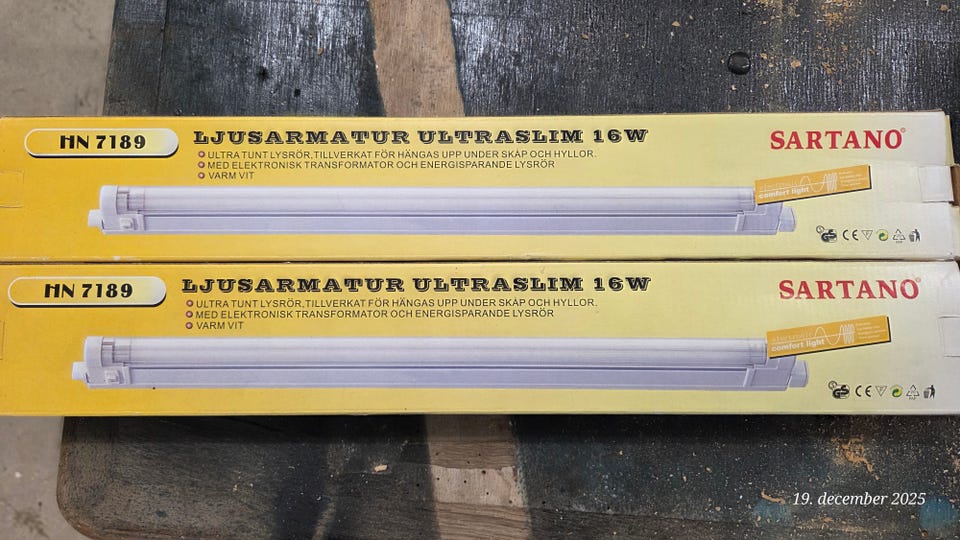 HN 7189
LJUSARMATUR ULTRASLIM 16W
SARTANO
ULTRA TUNT LYSRÖR,TILLVERKAT FÖR HÄNGAS UPP UNDER SKÅP OCH HYLLOR.
MED ELEKTRONISK TRANSFORMATOR OCH ENERGISPARANDE LYSRÖR
VARM VIT
comfort light
HN 7189
LJUSARMATUR ULTRASLIM 16W
SARTANO
ULTRA TUNT LYSRÖR,TILLVERKAT FÖR HÄNGAS UPP UNDER SKÅP OCH HYLLOR.
MED ELEKTRONISK TRANSFORMATOR OCH ENERGISPARANDE LYSRÖR
VARM VIT
comfort light
19. december 2025